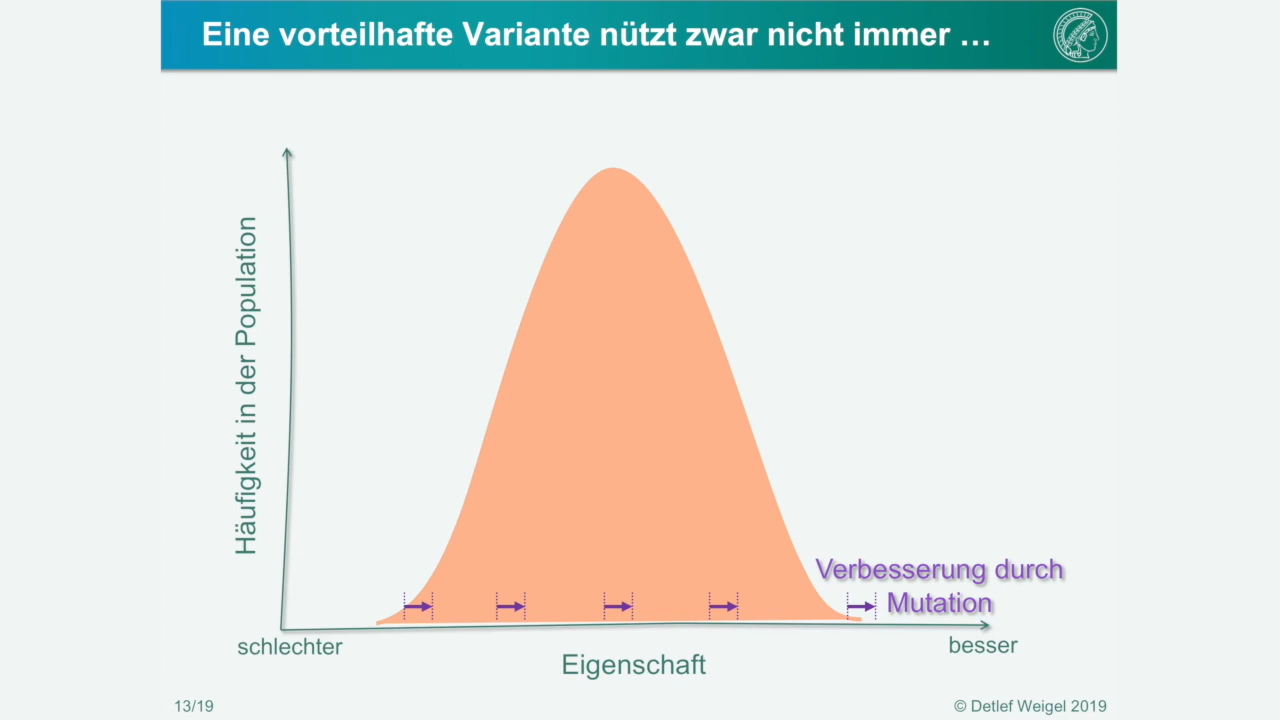 Eine vorteilhafte Variante nützt zwar nicht immer …
Häufigkeit in der Population
Verbesserung durch
Mutation
schlechter
besser
Eigenschaft
13/19
© Detlef Weigel 2019